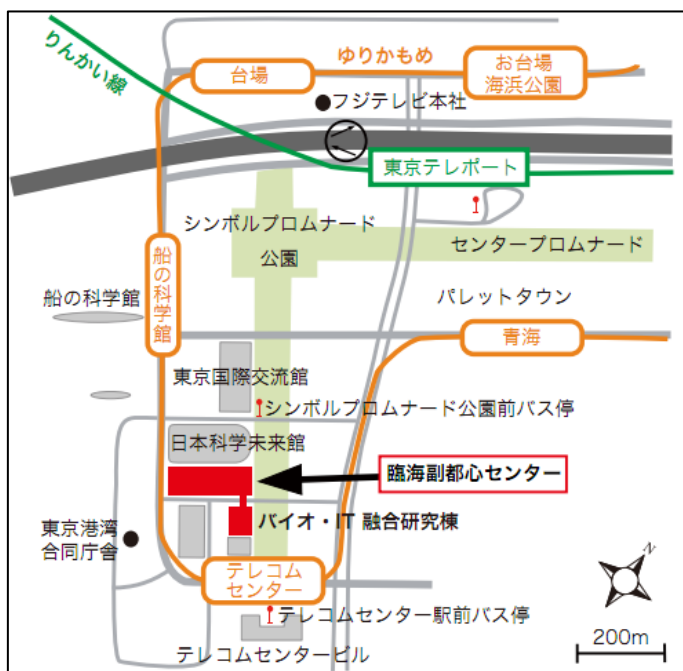 りんかい線
ゆりかもめ
台場
お台場
海浜公園
フジテレビ本社
東京テレポート
シンボルプロムナード
公園
センタープロムナード
船の科学館
船の科学館
パレットタウン
青海
東京国際交流館
シンボルプロムナード公園前バス停
日本科学未来館
臨海副都心センター
バイオ・IT 融合研究棟
東京港湾
合同庁舎
テレコム
センター
N
テレコムセンター駅前バス停
テレコムセンタービル
200m